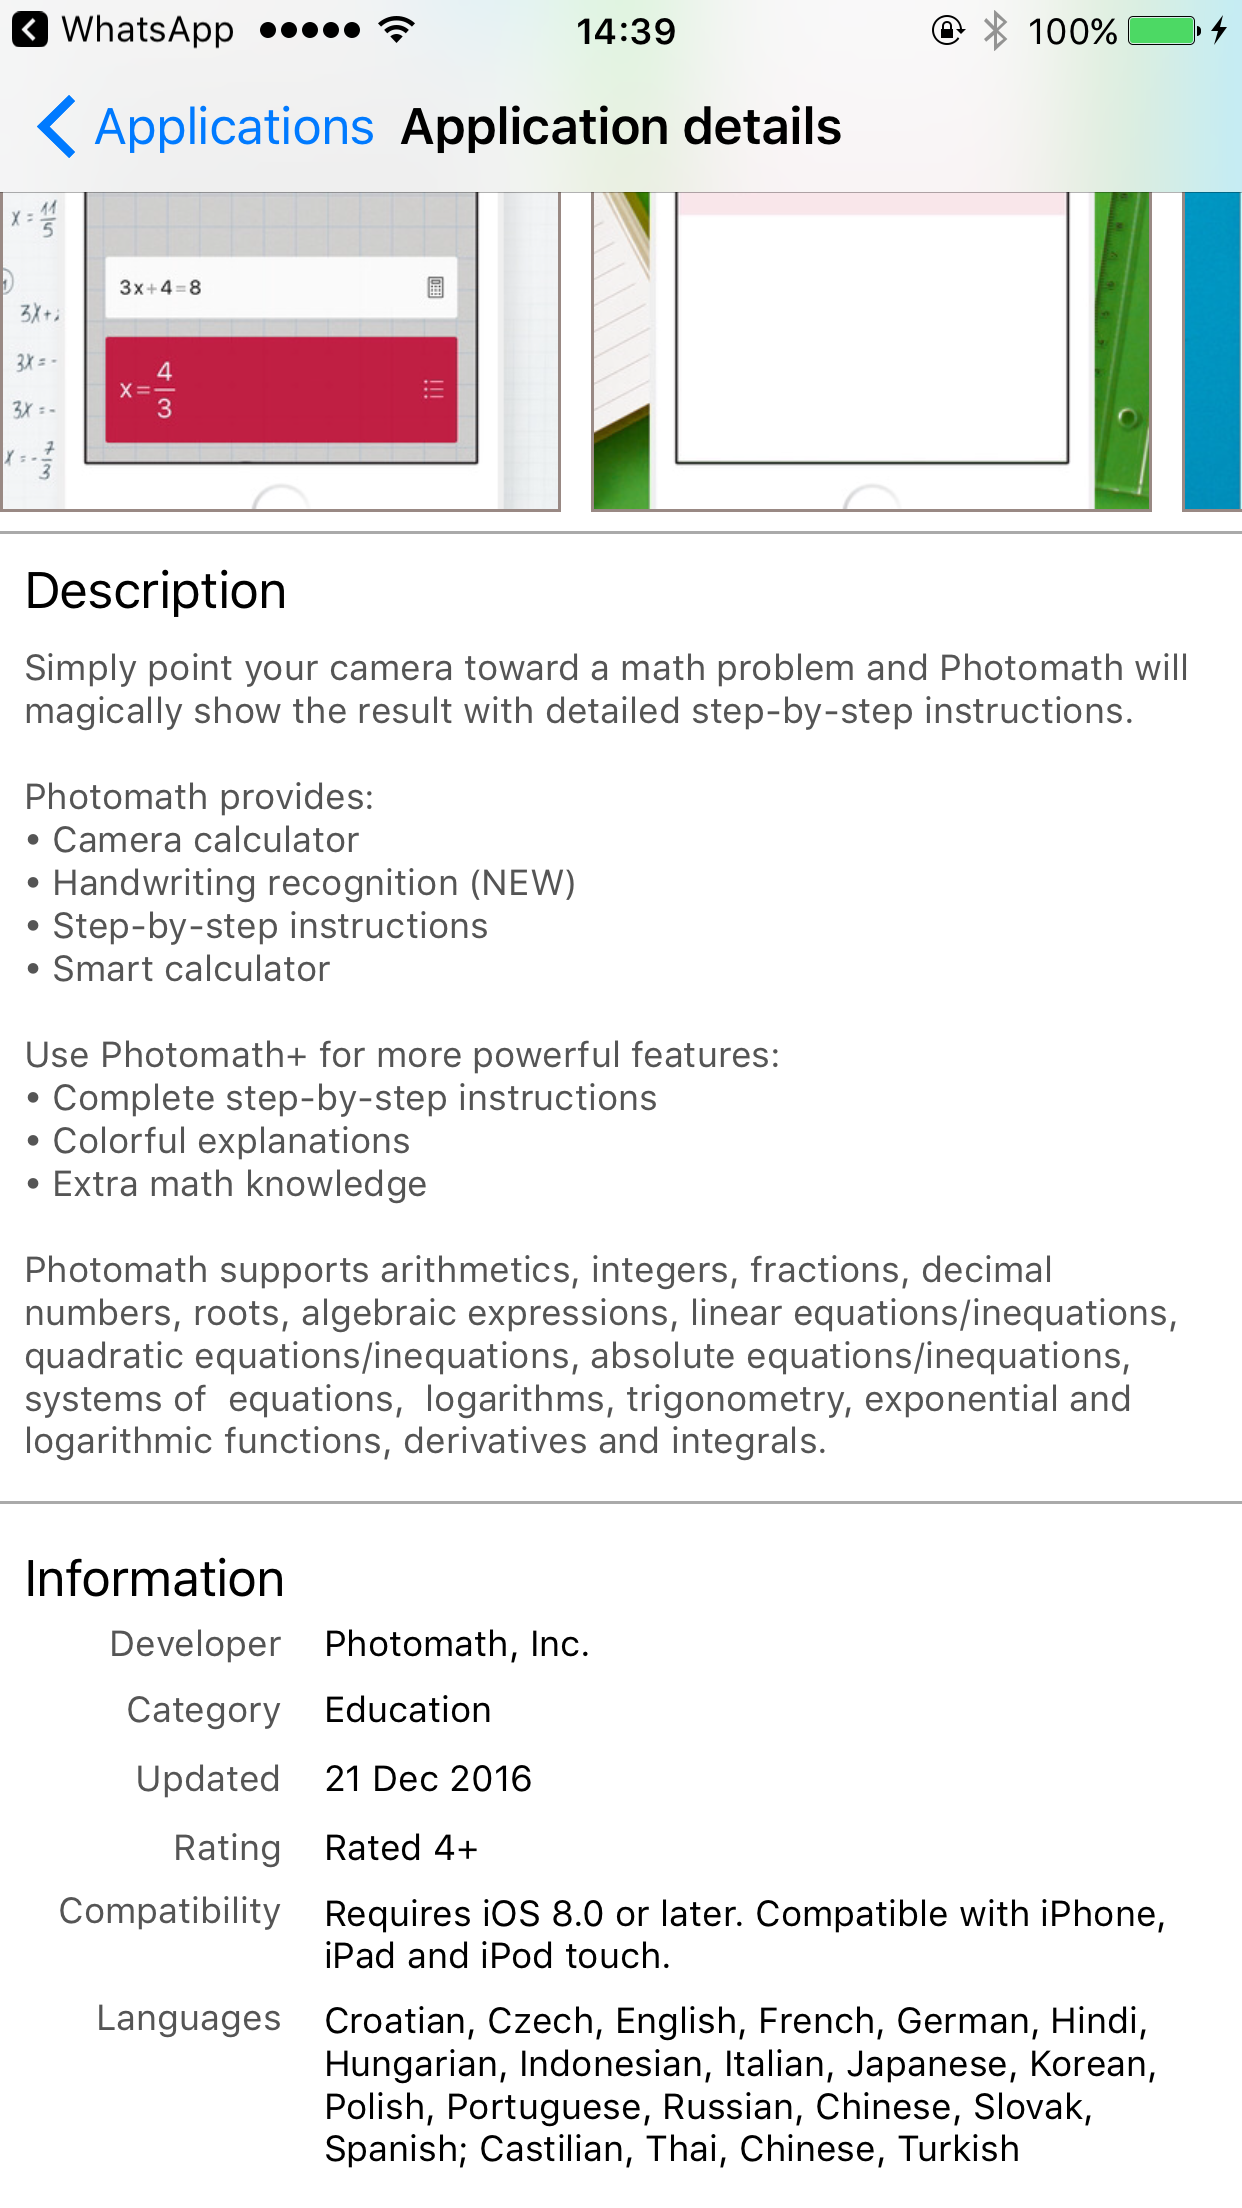 WhatsApp 14:39 100%
Applications Application details
x = 11/5
3x+4=8
3x+
3x = -
x=4/3
3x = -
x = -7/3
Description
Simply point your camera toward a math problem and Photomath will
magically show the result with detailed step-by-step instructions.
Photomath provides:
• Camera calculator
• Handwriting recognition (NEW)
• Step-by-step instructions
• Smart calculator
Use Photomath+ for more powerful features:
• Complete step-by-step instructions
• Colorful explanations
• Extra math knowledge
Photomath supports arithmetics, integers, fractions, decimal
numbers, roots, algebraic expressions, linear equations/inequations,
quadratic equations/inequations, absolute equations/inequations,
systems of  equations,  logarithms, trigonometry, exponential and
logarithmic functions, derivatives and integrals.
Information
Developer Photomath, Inc.
Category Education
Updated 21 Dec 2016
Rating Rated 4+
Compatibility Requires iOS 8.0 or later. Compatible with iPhone,
iPad and iPod touch.
Languages Croatian, Czech, English, French, German, Hindi,
Hungarian, Indonesian, Italian, Japanese, Korean,
Polish, Portuguese, Russian, Chinese, Slovak,
Spanish; Castilian, Thai, Chinese, Turkish